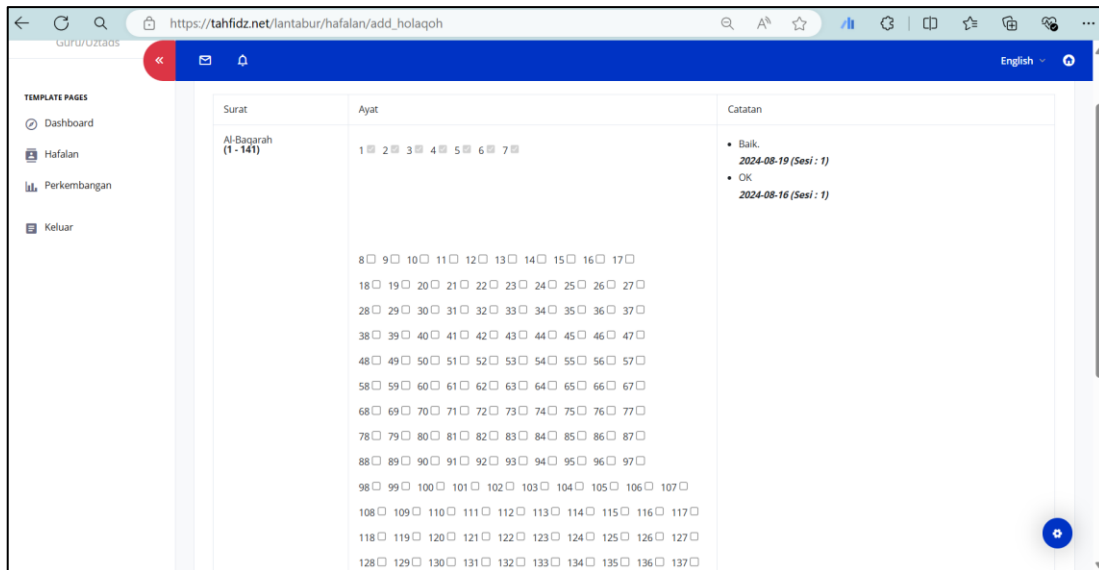 https://tahfidz.net/lantabur/hafalan/add_holaqoh
Guru/Uztads
English
TEMPLATE PAGES
Dashboard
Hafalan
Perkembangan
Keluar
Surat Ayat Catatan
Al-Baqarah
(1 - 141)
1 2 3 4 5 6 7
• Baik.
2024-08-19 (Sesi : 1)
• OK
2024-08-16 (Sesi : 1)
8 9 10 11 12 13 14 15 16 17
18 19 20 21 22 23 24 25 26 27
28 29 30 31 32 33 34 35 36 37
38 39 40 41 42 43 44 45 46 47
48 49 50 51 52 53 54 55 56 57
58 59 60 61 62 63 64 65 66 67
68 69 70 71 72 73 74 75 76 77
78 79 80 81 82 83 84 85 86 87
88 89 90 91 92 93 94 95 96 97
98 99 100 101 102 103 104 105 106 107
108 109 110 111 112 113 114 115 116 117
118 119 120 121 122 123 124 125 126 127
128 129 130 131 132 133 134 135 136 137